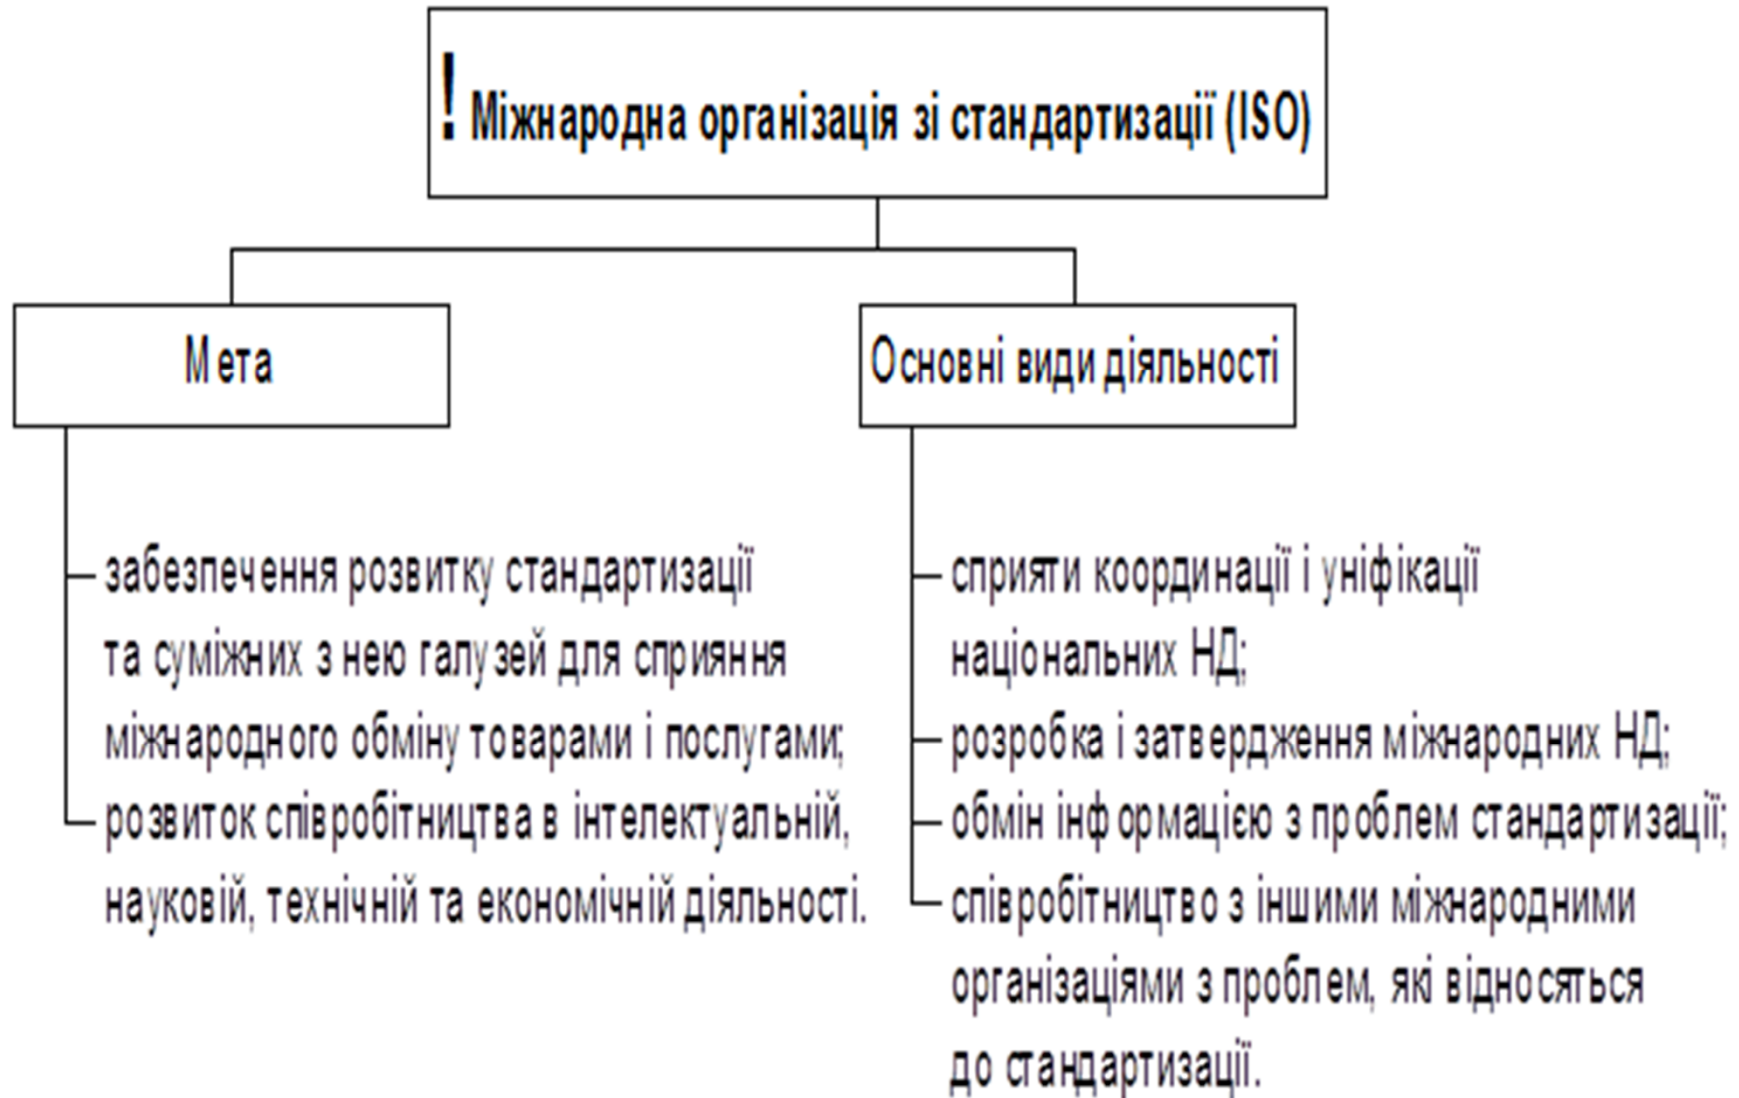 ! Міжнародна організація зі стандартизації (ISO)
Мета
забезпечення розвитку стандартизації
та суміжних з нею галузей для сприяння
міжнародного обміну товарами і послугами;
розвиток співробітництва в інтелектуальній,
науковій, технічній та економічній діяльності.
Основні види діяльності
сприяти координації і уніфікації
національних НД;
розробка і затвердження міжнародних НД;
обмін інформацією з проблем стандартизації;
співробітництво з іншими міжнародними
організаціями з проблем, які відносяться
до стандартизації.